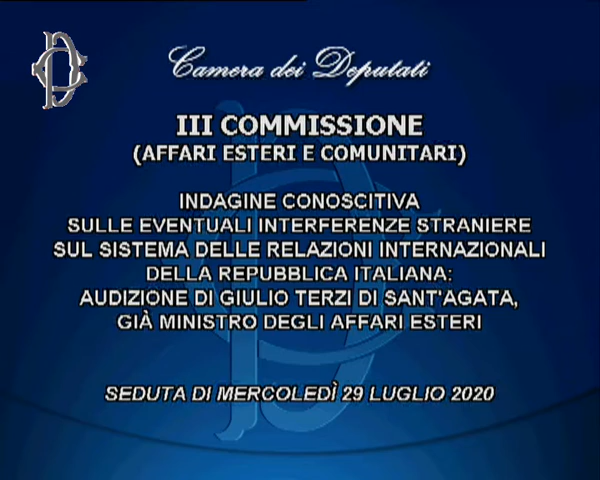 Camera dei Deputati
III COMMISSIONE
(AFFARI ESTERI E COMUNITARI)
INDAGINE CONOSCITIVA
SULLE EVENTUALI INTERFERENZE STRANIERE
SUL SISTEMA DELLE RELAZIONI INTERNAZIONALI
DELLA REPUBBLICA ITALIANA:
AUDIZIONE DI GIULIO TERZI DI SANT'AGATA,
GIÀ MINISTRO DEGLI AFFARI ESTERI
SEDUTA DI MERCOLEDÌ 29 LUGLIO 2020